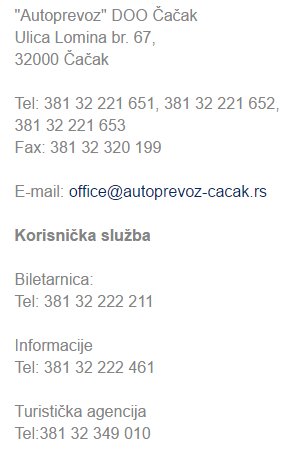 "Autoprevoz" DOO Čačak
Ulica Lomina br. 67,
32000 Čačak
Tel: 381 32 221 651, 381 32 221 652,
381 32 221 653
Fax: 381 32 320 199
E-mail: office@autoprevoz-cacak.rs
Korisnička služba
Biletarnica:
Tel: 381 32 222 211
Informacije
Tel: 381 32 222 461
Turistička agencija
Tel:381 32 349 010